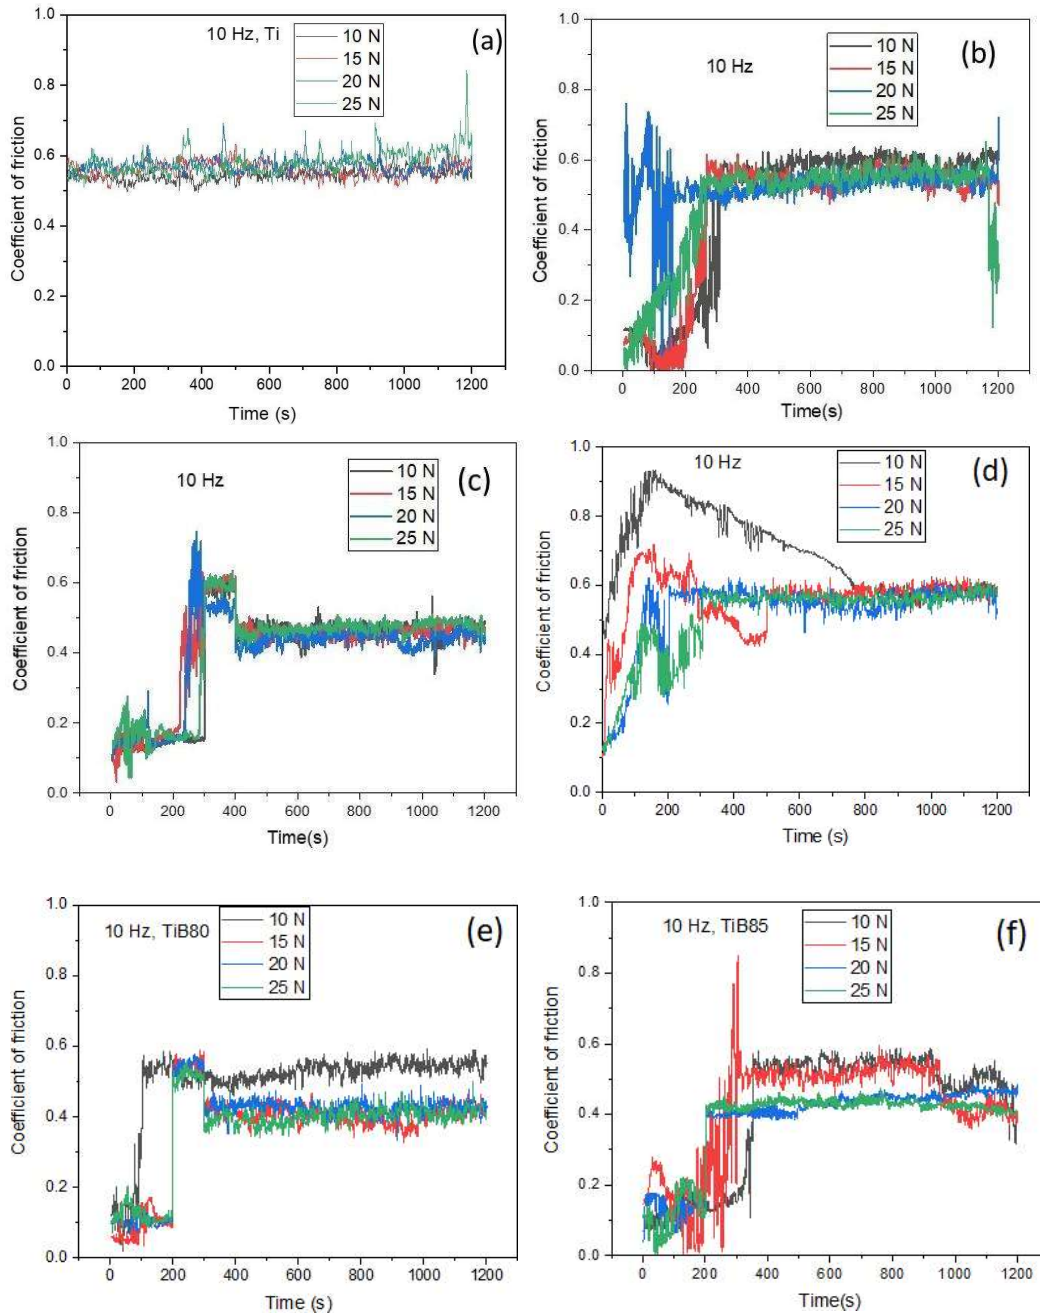 10 Hz, Ti
10 N
15 N
20 N
25 N
(a)
Coefficient of friction
1.0
0.8
0.6
0.4
0.2
0.0
0 200 400 600 800 1000 1200
Time (s)
10 Hz
10 N
15 N
20 N
25 N
(b)
Coefficient of friction
1.0
0.8
0.6
0.4
0.2
0.0
0 200 400 600 800 1000 1200
Time(s)
10 Hz
10 N
15 N
20 N
25 N
(c)
Coefficient of friction
1.0
0.8
0.6
0.4
0.2
0.0
0 200 400 600 800 1000 1200
Time(s)
10 Hz
10 N
15 N
20 N
25 N
(d)
Coefficient of friction
1.0
0.8
0.6
0.4
0.2
0.0
0 200 400 600 800 1000 1200
Time (s)
10 Hz, TiB80
10 N
15 N
20 N
25 N
(e)
Coefficient of friction
1.0
0.8
0.6
0.4
0.2
0.0
0 200 400 600 800 1000 1200
Time (s)
10 Hz, TiB85
10 N
15 N
20 N
25 N
(f)
Coefficient of friction
1.0
0.8
0.6
0.4
0.2
0.0
0 200 400 600 800 1000 1200
Time(s)